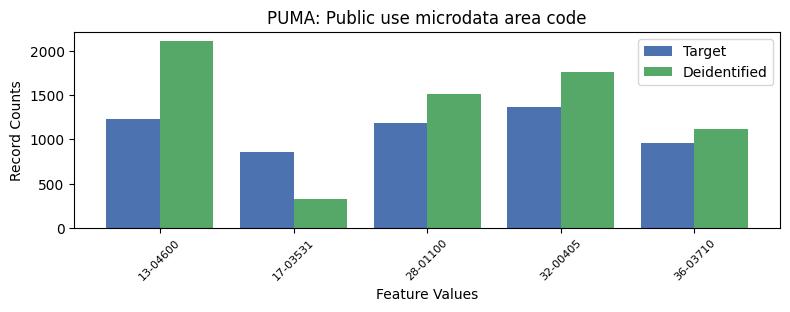 PUMA: Public use microdata area code
Target
Deidentified
Record Counts
2000
1500
1000
500
0
13-04600
17-03531
28-01100
32-00405
36-03710
Feature Values